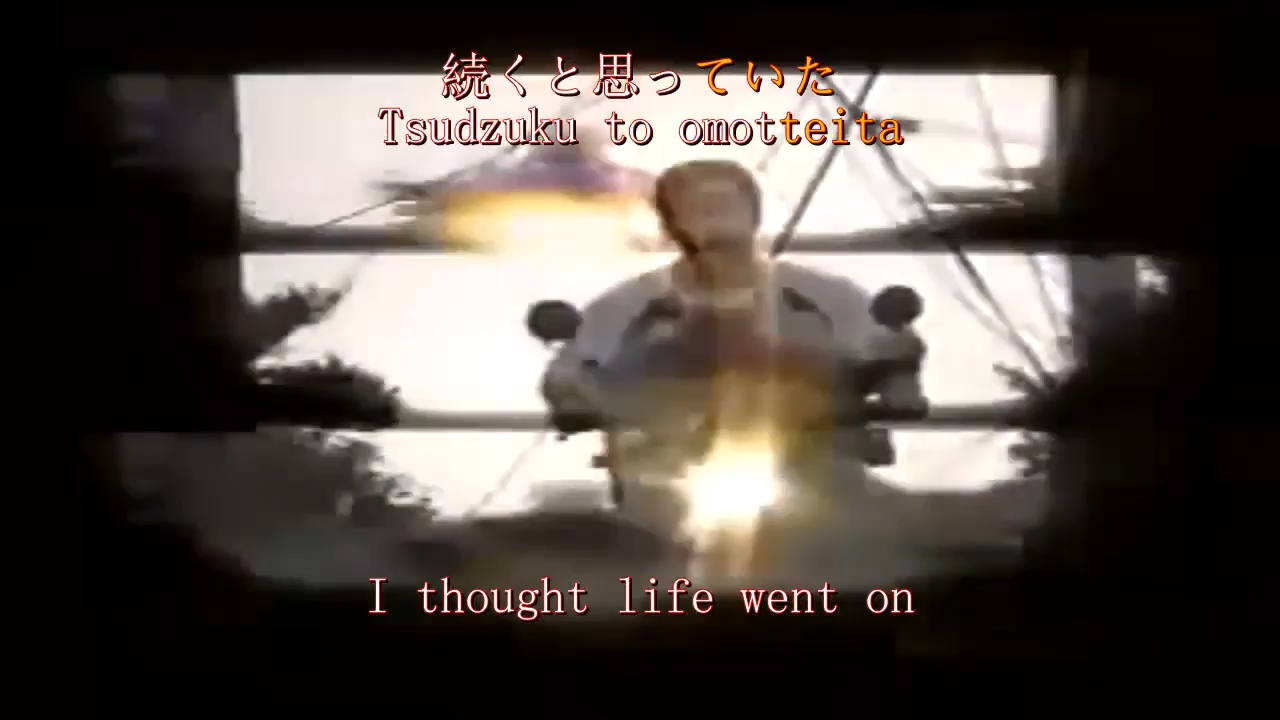 続くと思っていた
Tsudzuku to omotteita
I thought life went on